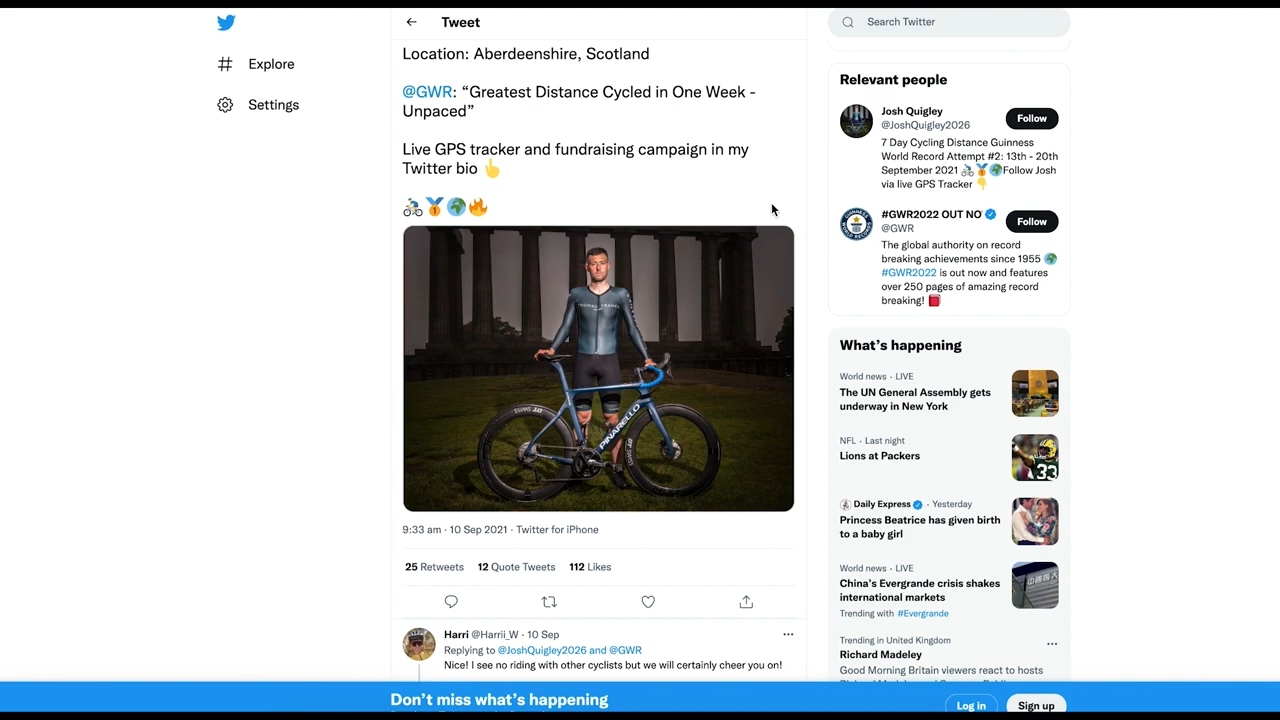 Tweet
Search Twitter
Explore
Settings
Location: Aberdeenshire, Scotland
@GWR: “Greatest Distance Cycled in One Week -
Unpaced”
Live GPS tracker and fundraising campaign in my
Twitter bio
THOMAS FRANKS
DT SWISS
PINARELLO
9:33 am · 10 Sep 2021 · Twitter for iPhone
25 Retweets 12 Quote Tweets 112 Likes
Harri @Harrii_W · 10 Sep
Replying to @JoshQuigley2026 and @GWR
Nice! I see no riding with other cyclists but we will certainly cheer you on!
Relevant people
Josh Quigley
@JoshQuigley2026
Follow
7 Day Cycling Distance Guinness
World Record Attempt #2: 13th - 20th
September 2021 Follow Josh
via live GPS Tracker
#GWR2022 OUT NO
@GWR
Follow
The global authority on record
breaking achievements since 1955
#GWR2022 is out now and features
over 250 pages of amazing record
breaking!
What’s happening
World news · LIVE
The UN General Assembly gets
underway in New York
NFL · Last night
Lions at Packers
33
Daily Express · Yesterday
Princess Beatrice has given birth
to a baby girl
World news · LIVE
China’s Evergrande crisis shakes
international markets
Trending with #Evergrande
Trending in United Kingdom
Richard Madeley
Good Morning Britain viewers react to hosts
Don’t miss what’s happening
Log in
Sign up